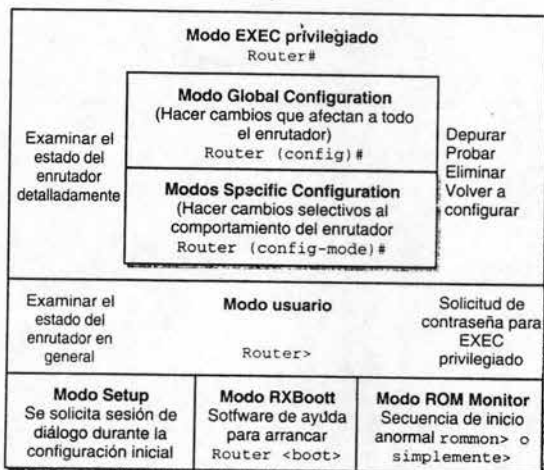 Modo EXEC privilegiado
Router#
Modo Global Configuration
(Hacer cambios que afectan a todo
el enrutador)
Router (config)#
Examinar el
estado del
enrutador
detalladamente
Depurar
Probar
Eliminar
Volver a
configurar
Modos Specific Configuration
(Hacer cambios selectivos al
comportamiento del enrutador
Router (config-mode)#
Examinar el
estado del
enrutador en
general
Modo usuario
Router>
Solicitud de
contraseña para
EXEC
privilegiado
Modo Setup
Se solicita sesión de
diálogo durante la
configuración inicial
Modo RXBoott
Sotfware de ayuda
para arrancar
Router <boot>
Modo ROM Monitor
Secuencia de inicio
anormal rommon> o
simplemente>